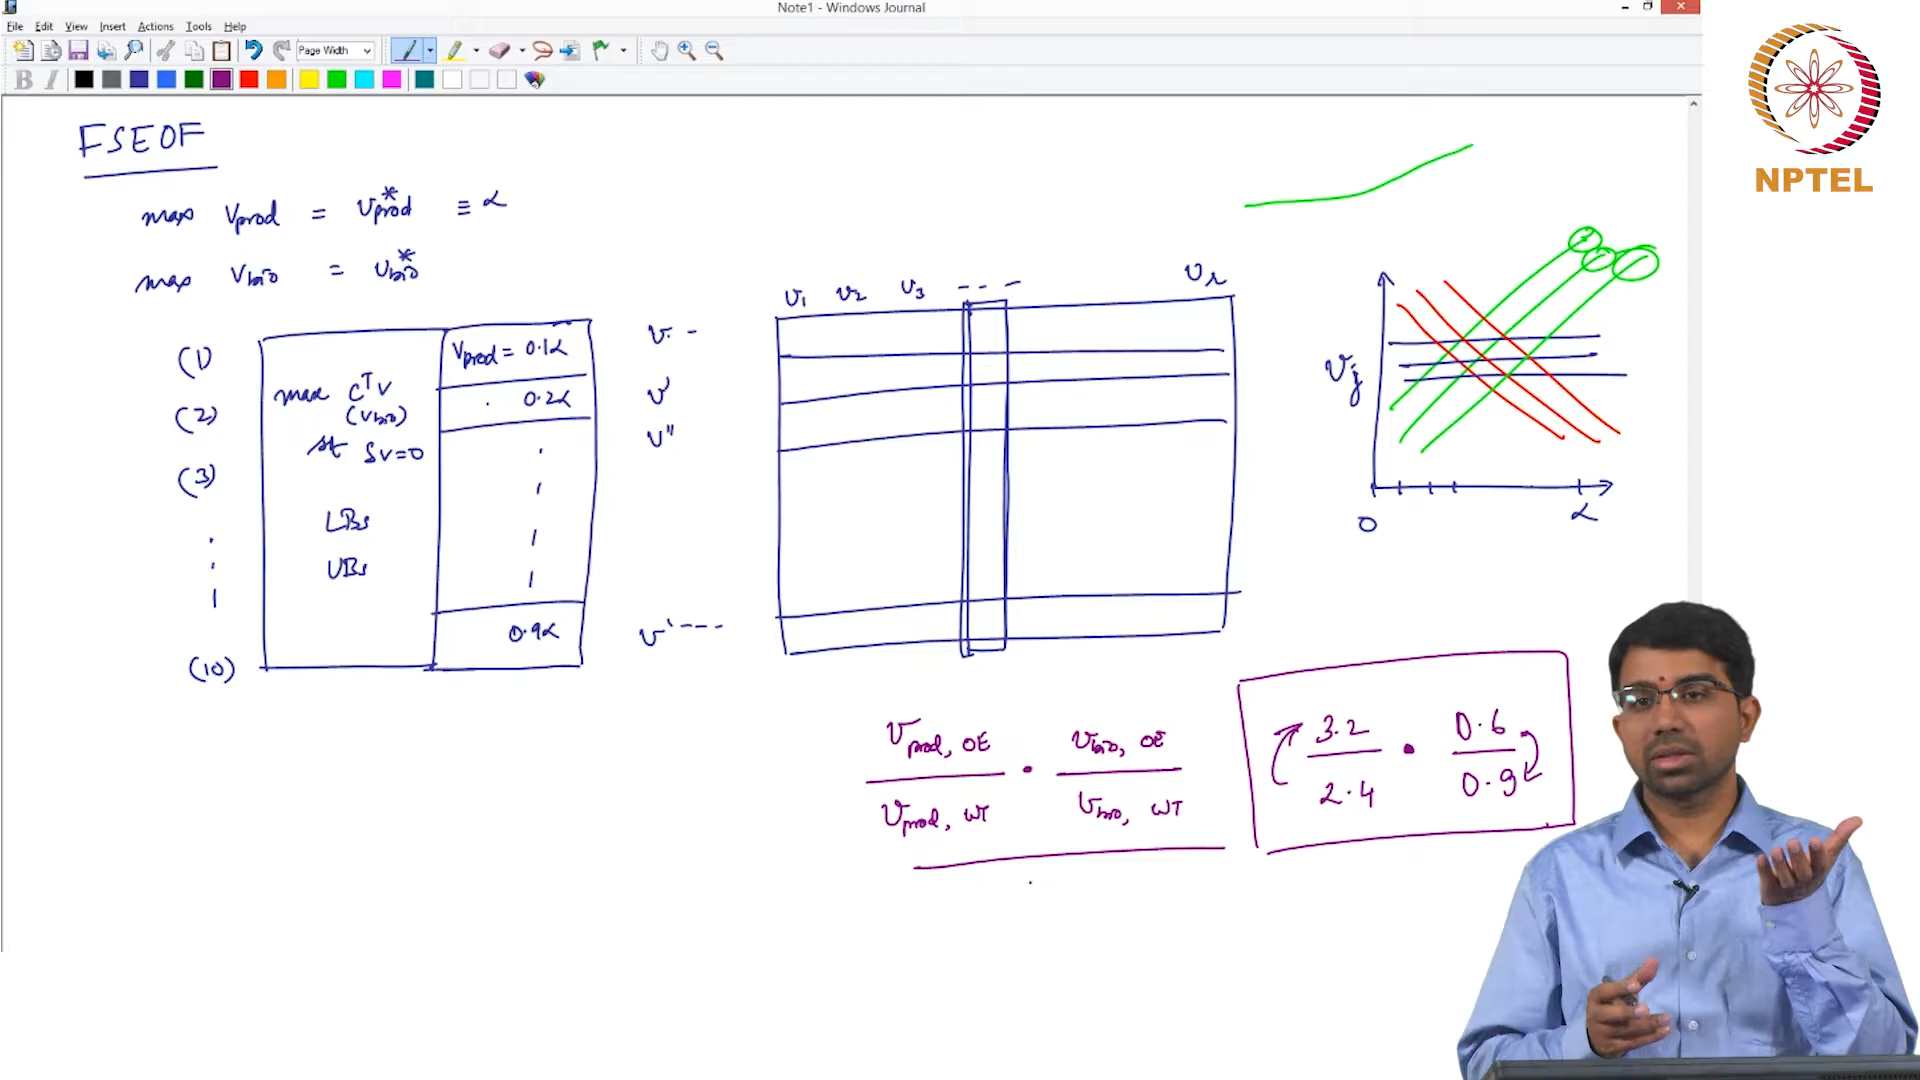 Note1 - Windows Journal
File Edit View Insert Actions Tools Help
Page Width
B I
NPTEL
FSEOF
max Vprod = V*prod ≡ α
max Vbio = V*bio
(1)
(2)
(3)
(10)
max CᵀV
(Vbio)
st SV=0
LBs
UBs
Vprod = 0.1α
0.2α
0.9α
V
V'
V''
V'---
V1 V2 V3 --- Vr
Vj
0 α
Vprod, OE / Vprod, WT • Vbio, OE / Vbio, WT
3.2 / 2.4 • 0.6 / 0.9